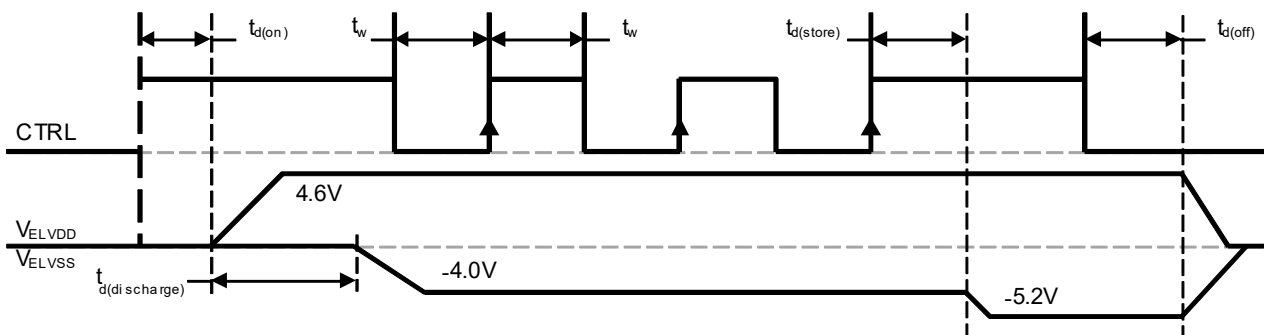 td(on)
tw
tw
td(store)
td(off)
CTRL
4.6V
VELVDD
VELVSS
-4.0V
td(discharge)
-5.2V